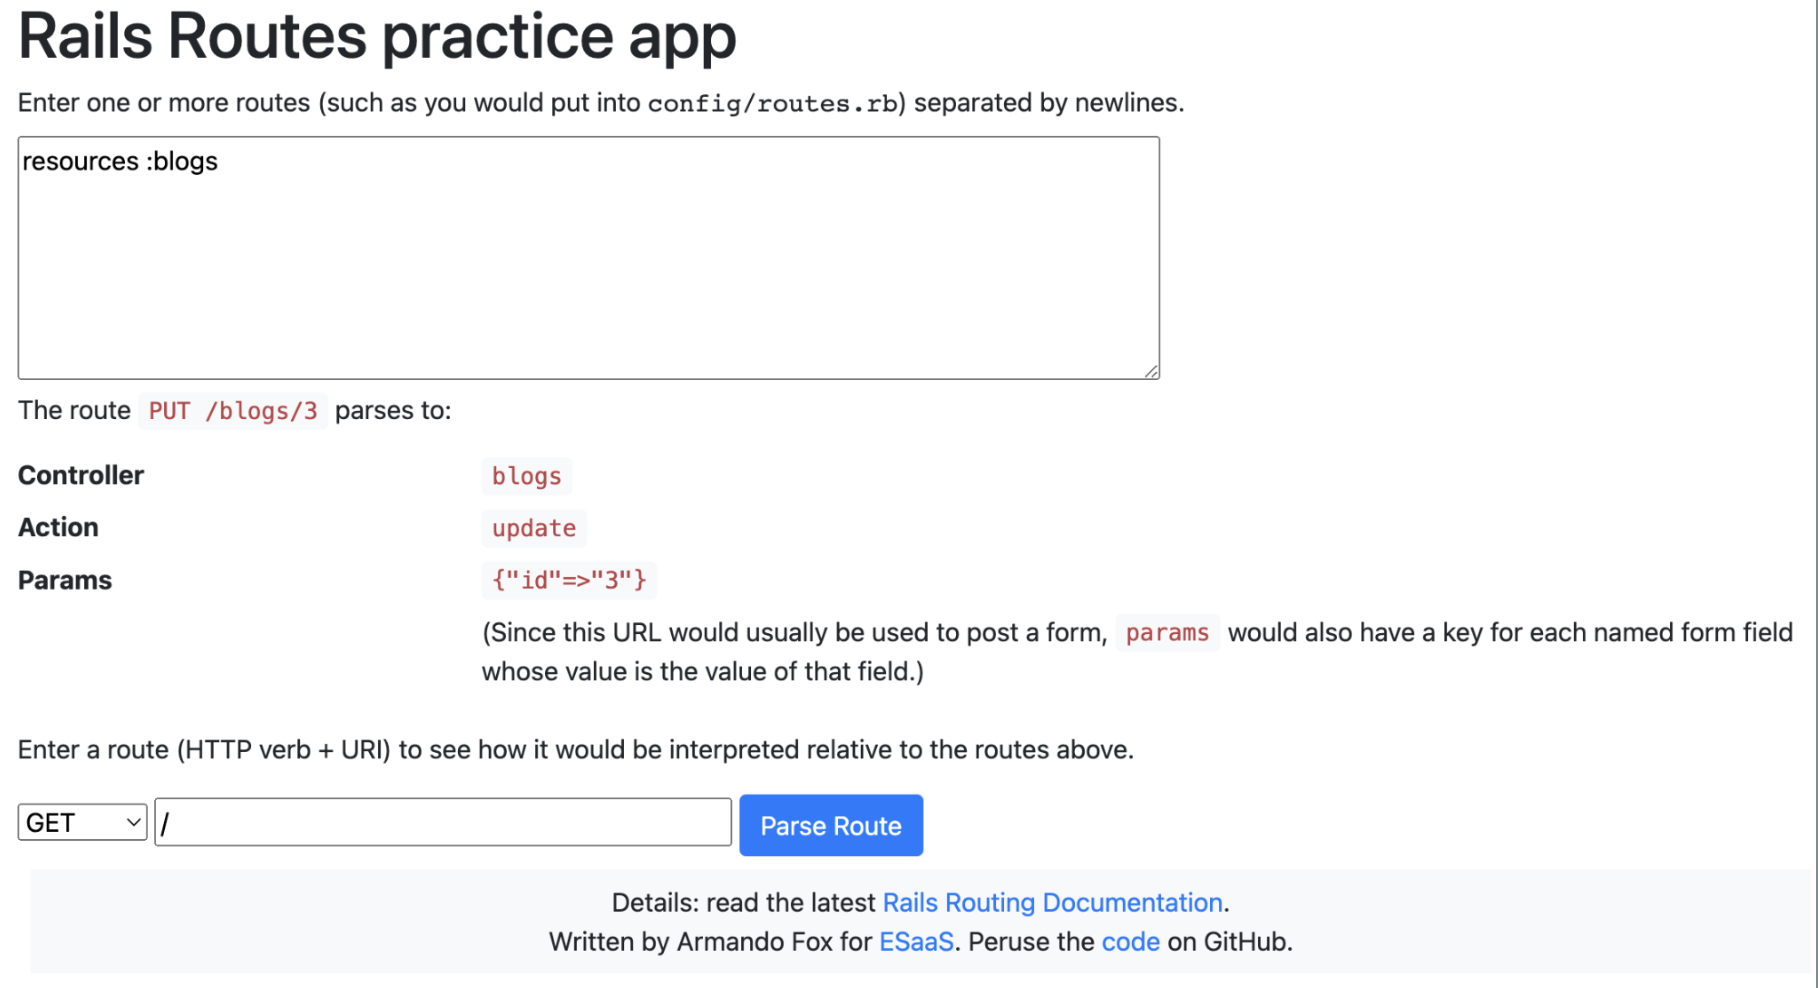 Rails Routes practice app
Enter one or more routes (such as you would put into config/routes.rb) separated by newlines.
resources :blogs
The route PUT /blogs/3 parses to:
Controller blogs
Action update
Params {"id"=>"3"}
(Since this URL would usually be used to post a form, params would also have a key for each named form field
whose value is the value of that field.)
Enter a route (HTTP verb + URI) to see how it would be interpreted relative to the routes above.
GET / Parse Route
Details: read the latest Rails Routing Documentation.
Written by Armando Fox for ESaaS. Peruse the code on GitHub.